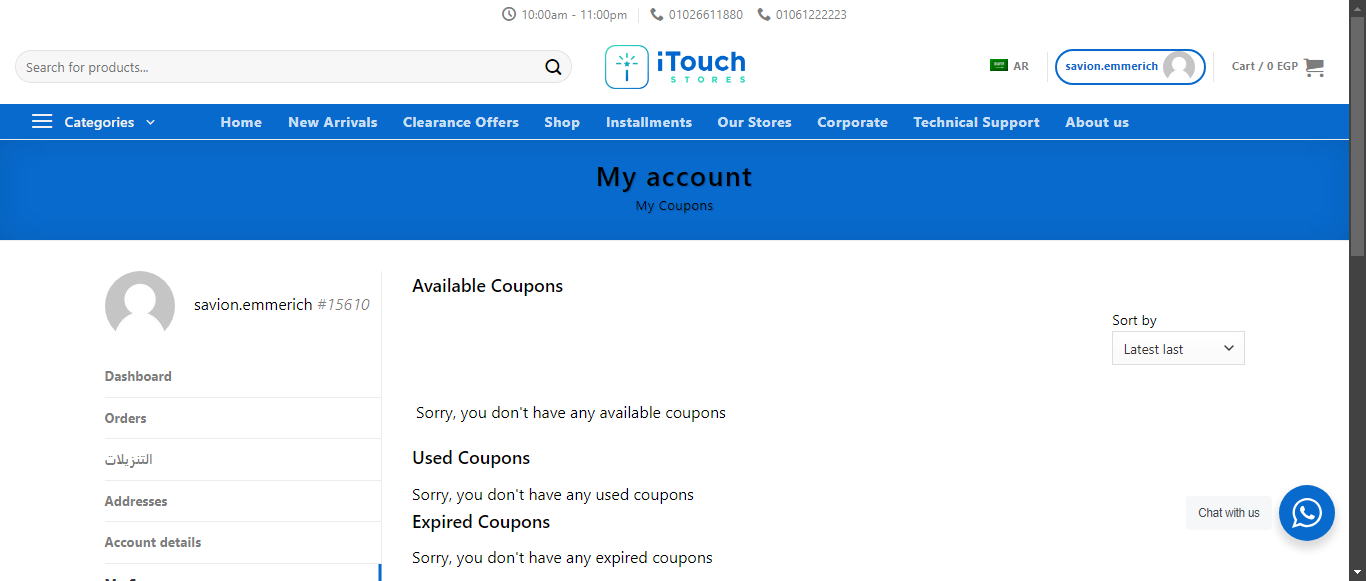 10:00am - 11:00pm 01026611880 01061222223
Search for products...
iTouch
STORES
AR
savion.emmerich
Cart / 0 EGP
Categories Home New Arrivals Clearance Offers Shop Installments Our Stores Corporate Technical Support About us
My account
My Coupons
savion.emmerich #15610
Dashboard
Orders
التنزيلات
Addresses
Account details
Available Coupons
Sort by
Latest last
Sorry, you don't have any available coupons
Used Coupons
Sorry, you don't have any used coupons
Expired Coupons
Sorry, you don't have any expired coupons
Chat with us